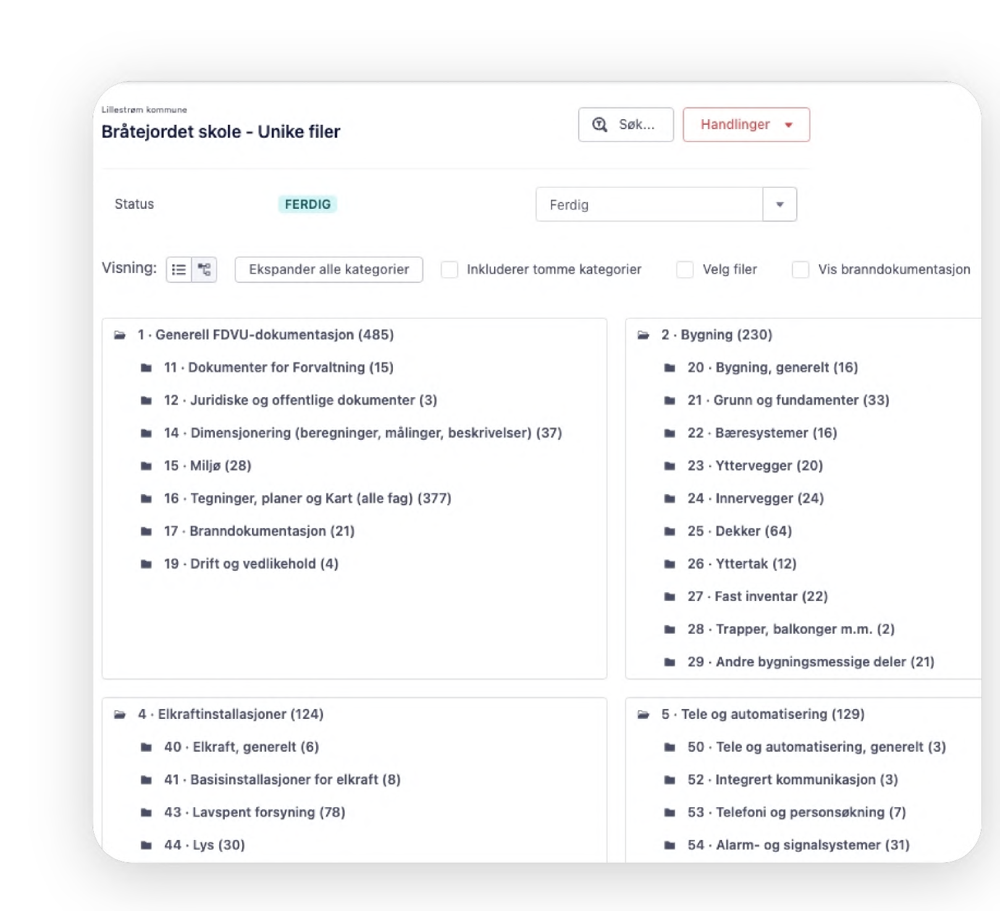 Lillestrøm kommune
Bråtejordet skole - Unike filer
Søk...
Handlinger
Status
FERDIG
Ferdig
Visning:
Ekspander alle kategorier
Inkluderer tomme kategorier
Velg filer
Vis branndokumentasjon
1 · Generell FDVU-dokumentasjon (485)
11 · Dokumenter for Forvaltning (15)
12 · Juridiske og offentlige dokumenter (3)
14 · Dimensjonering (beregninger, målinger, beskrivelser) (37)
15 · Miljø (28)
16 · Tegninger, planer og Kart (alle fag) (377)
17 · Branndokumentasjon (21)
19 · Drift og vedlikehold (4)
2 · Bygning (230)
20 · Bygning, generelt (16)
21 · Grunn og fundamenter (33)
22 · Bæresystemer (16)
23 · Yttervegger (20)
24 · Innervegger (24)
25 · Dekker (64)
26 · Yttertak (12)
27 · Fast inventar (22)
28 · Trapper, balkonger m.m. (2)
29 · Andre bygningsmessige deler (21)
4 · Elkraftinstallasjoner (124)
40 · Elkraft, generelt (6)
41 · Basisinstallasjoner for elkraft (8)
43 · Lavspent forsyning (78)
44 · Lys (30)
5 · Tele og automatisering (129)
50 · Tele og automatisering, generelt (3)
52 · Integrert kommunikasjon (3)
53 · Telefoni og personsøkning (7)
54 · Alarm- og signalsystemer (31)